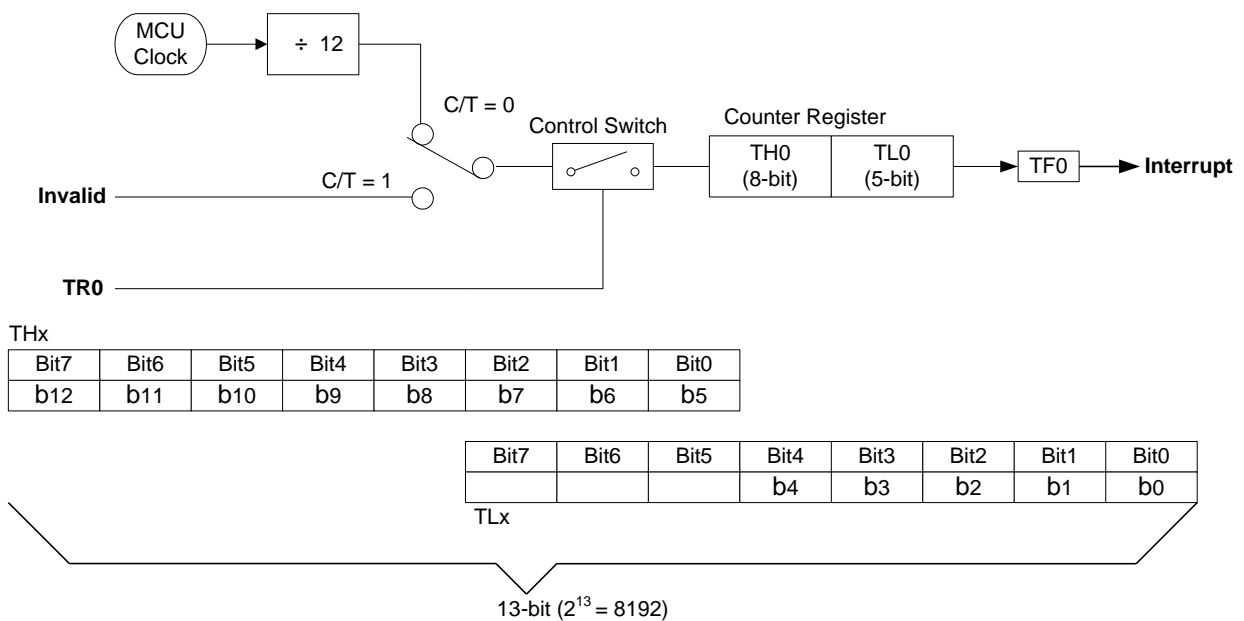 MCU
Clock
÷ 12
C/T = 0
Control Switch
Counter Register
TH0
(8-bit)
TL0
(5-bit)
TF0
Interrupt
C/T = 1
Invalid
TR0
THx
Bit7 Bit6 Bit5 Bit4 Bit3 Bit2 Bit1 Bit0
b12 b11 b10 b9 b8 b7 b6 b5
Bit7 Bit6 Bit5 Bit4 Bit3 Bit2 Bit1 Bit0
b4 b3 b2 b1 b0
TLx
13-bit (2¹³ = 8192)